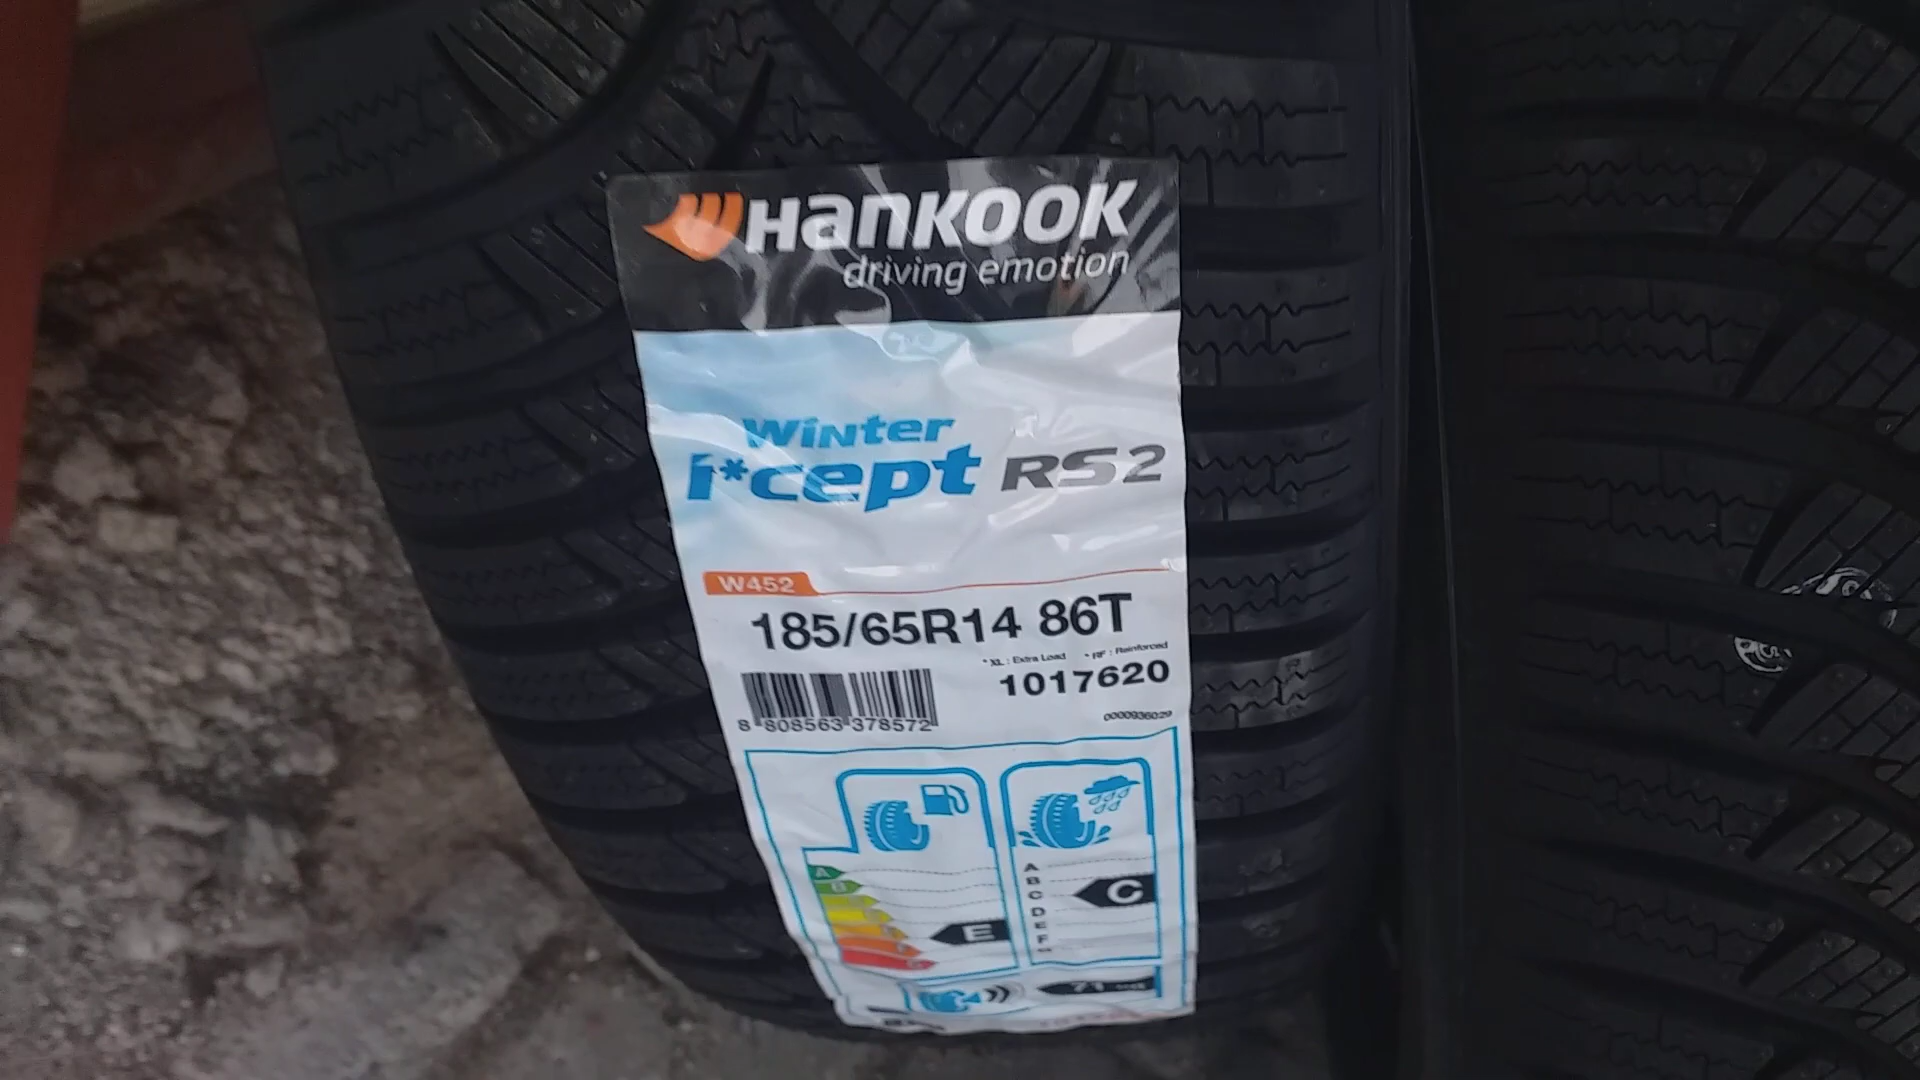 HANKOOK
driving emotion
Winter
i*cept RS2
W452
185/65R14 86T
* XL : Extra Load * RF : Reinforced
1017620
8 808563 378572
0000936029
A
B
E
A
B
C
D
E
F
C
71